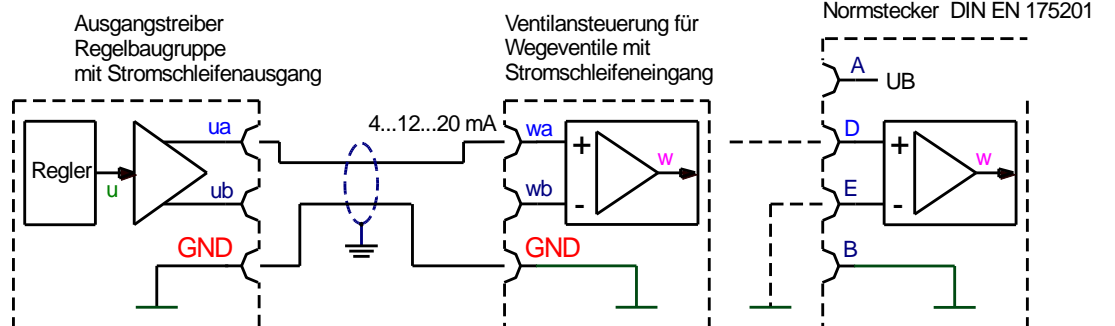 Ausgangstreiber
Regelbaugruppe
mit Stromschleifenausgang
Ventilansteuerung für
Wegeventile mit
Stromschleifeneingang
Normstecker DIN EN 175201
A
UB
Regler
u
ua
ub
GND
4...12...20 mA
wa
wb
+
-
w
GND
D
E
+
-
w
B